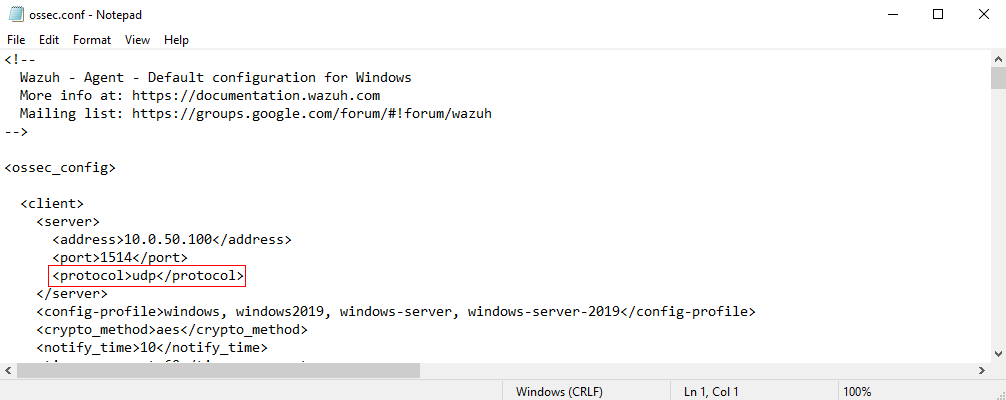 ossec.conf - Notepad
File Edit Format View Help
<!--
  Wazuh - Agent - Default configuration for Windows
  More info at: https://documentation.wazuh.com
  Mailing list: https://groups.google.com/forum/#!forum/wazuh
-->

<ossec_config>

  <client>
    <server>
      <address>10.0.50.100</address>
      <port>1514</port>
      <protocol>udp</protocol>
    </server>
    <config-profile>windows, windows2019, windows-server, windows-server-2019</config-profile>
    <crypto_method>aes</crypto_method>
    <notify_time>10</notify_time>
Windows (CRLF) Ln 1, Col 1 100%